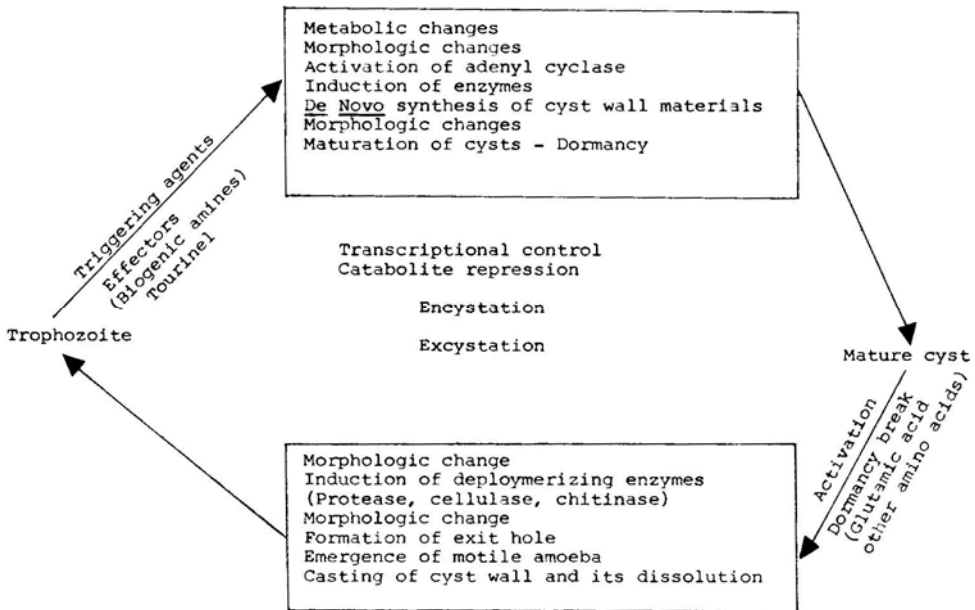 Metabolic changes
Morphologic changes
Activation of adenyl cyclase
Induction of enzymes
De Novo synthesis of cyst wall materials
Morphologic changes
Maturation of cysts - Dormancy
Triggering agents
Effectors
(Biogenic amines)
Tourinel
Transcriptional control
Catabolite repression
Encystation
Excystation
Trophozoite
Mature cyst
Activation
Dormancy break
(Glutamic acid
other amino acids)
Morphologic change
Induction of deploymerizing enzymes
(Protease, cellulase, chitinase)
Morphologic change
Formation of exit hole
Emergence of motile amoeba
Casting of cyst wall and its dissolution